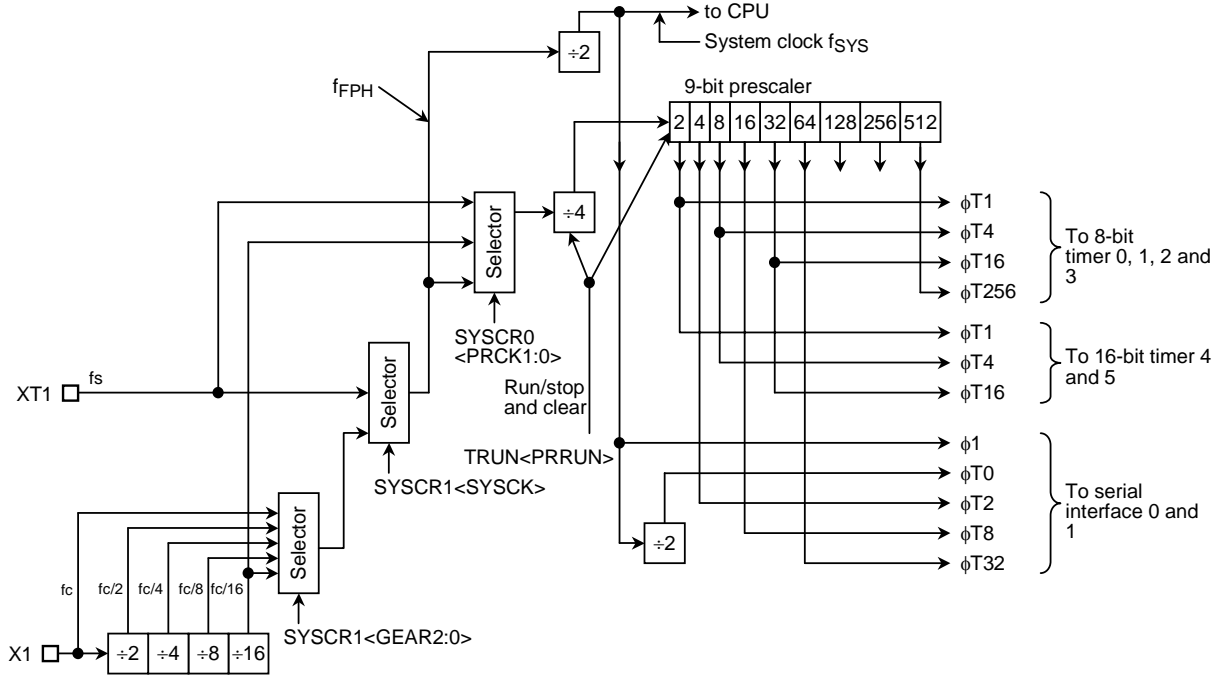 to CPU
÷2
System clock fSYS
fFPH
9-bit prescaler
2 4 8 16 32 64 128 256 512
÷4
Selector
ϕT1
ϕT4
ϕT16
ϕT256
To 8-bit
timer 0, 1, 2 and
3
SYSCR0
<PRCK1:0>
ϕT1
ϕT4
ϕT16
To 16-bit timer 4
and 5
XT1
fs
Selector
Run/stop
and clear
TRUN<PRRUN>
SYSCR1<SYSCK>
ϕ1
ϕT0
ϕT2
ϕT8
ϕT32
To serial
interface 0 and
1
÷2
Selector
fc
fc/2
fc/4
fc/8
fc/16
SYSCR1<GEAR2:0>
X1
÷2 ÷4 ÷8 ÷16